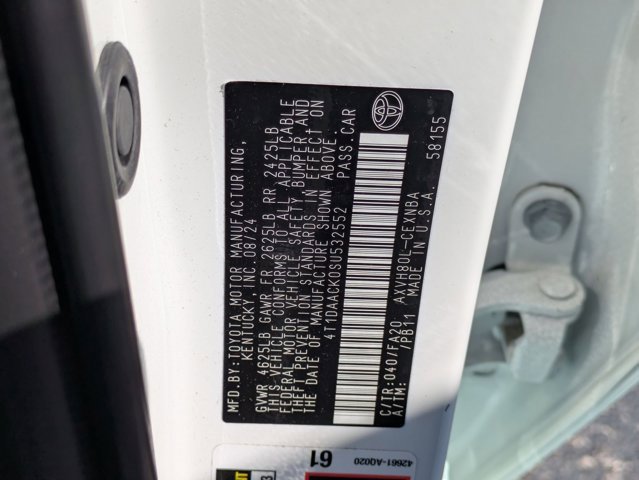 MFD.BY:TOYOTA MOTOR MANUFACTURING,
KENTUCKY, INC. 08/24
GVWR 4625LB GAWR FR 2625LB RR 2425LB
THIS VEHICLE CONFORMS TO ALL APPLICABLE
FEDERAL MOTOR VEHICLE SAFETY, BUMPER, AND
THEFT PREVENTION STANDARDS IN EFFECT ON
THE DATE OF MANUFACTURE SHOWN ABOVE.
4T1DAACK0SU532552 PASS.CAR
C/TR:040/FA20 AXVH80L-CEXNBA
A/TM: /PB11 MADE IN U.S.A. 58155
61
42661-AQ020